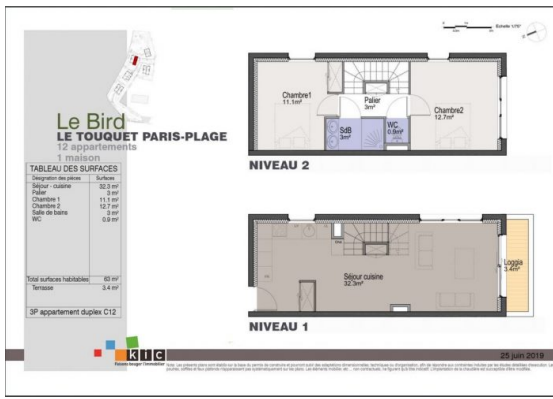 Echelle 1/75°
Le Bird
LE TOUQUET PARIS-PLAGE
12 appartements
1 maison
TABLEAU DES SURFACES
Désignation des pièces Surfaces
Séjour - cuisine 32.3 m²
Palier 3 m²
Chambre 1 11.1 m²
Chambre 2 12.7 m²
Salle de bains 3 m²
WC 0.9 m²
Total surfaces habitables 63 m²
Terrasse 3.4 m²
3P appartement duplex C12
Chambre1
11.1m²
Palier
3m²
Chambre2
12.7m²
SdB
3m²
WC
0.9m²
NIVEAU 2
Séjour cuisine
32.3m²
Loggia
3.4m²
NIVEAU 1
kic
25 juin 2019